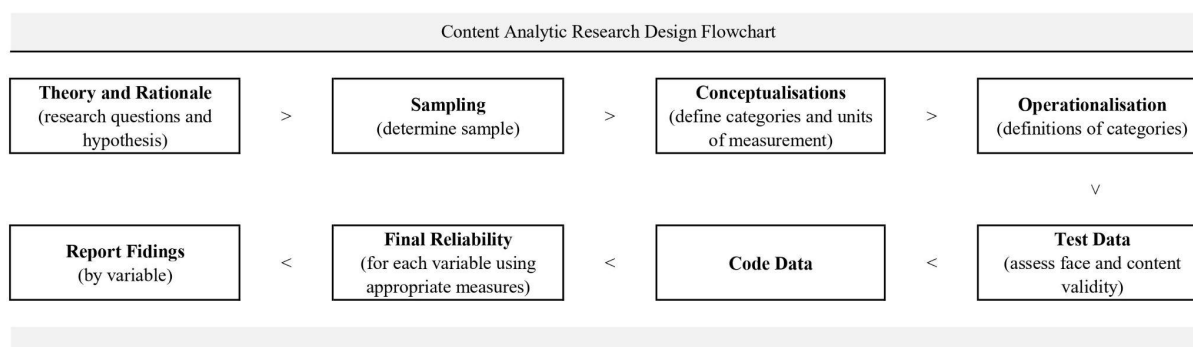 Content Analytic Research Design Flowchart
Theory and Rationale
(research questions and
hypothesis)
>
Sampling
(determine sample)
>
Conceptualisations
(define categories and units
of measurement)
>
Operationalisation
(definitions of categories)
>
Test Data
(assess face and content
validity)
<
Code Data
<
Final Reliability
(for each variable using
appropriate measures)
<
Report Fidings
(by variable)